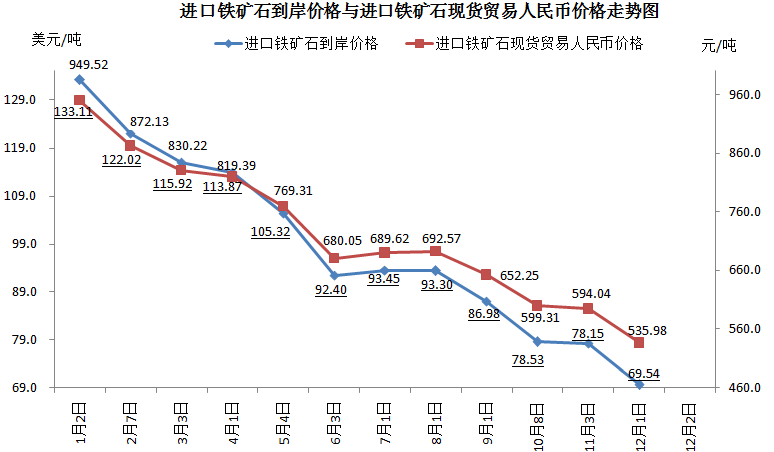 进口铁矿石到岸价格与进口铁矿石现货贸易人民币价格走势图
美元/吨
进口铁矿石到岸价格
进口铁矿石现货贸易人民币价格
元/吨
129.0
119.0
109.0
99.0
89.0
79.0
69.0
949.52
872.13
830.22
819.39
769.31
680.05
689.62
692.57
652.25
599.31
594.04
535.98
133.11
122.02
115.92
113.87
105.32
92.40
93.45
93.30
86.98
78.53
78.15
69.54
960.0
860.0
760.0
660.0
560.0
460.0
1月2日
2月7日
3月3日
4月1日
5月4日
6月3日
7月1日
8月1日
9月1日
10月8日
11月3日
12月1日
12月2日